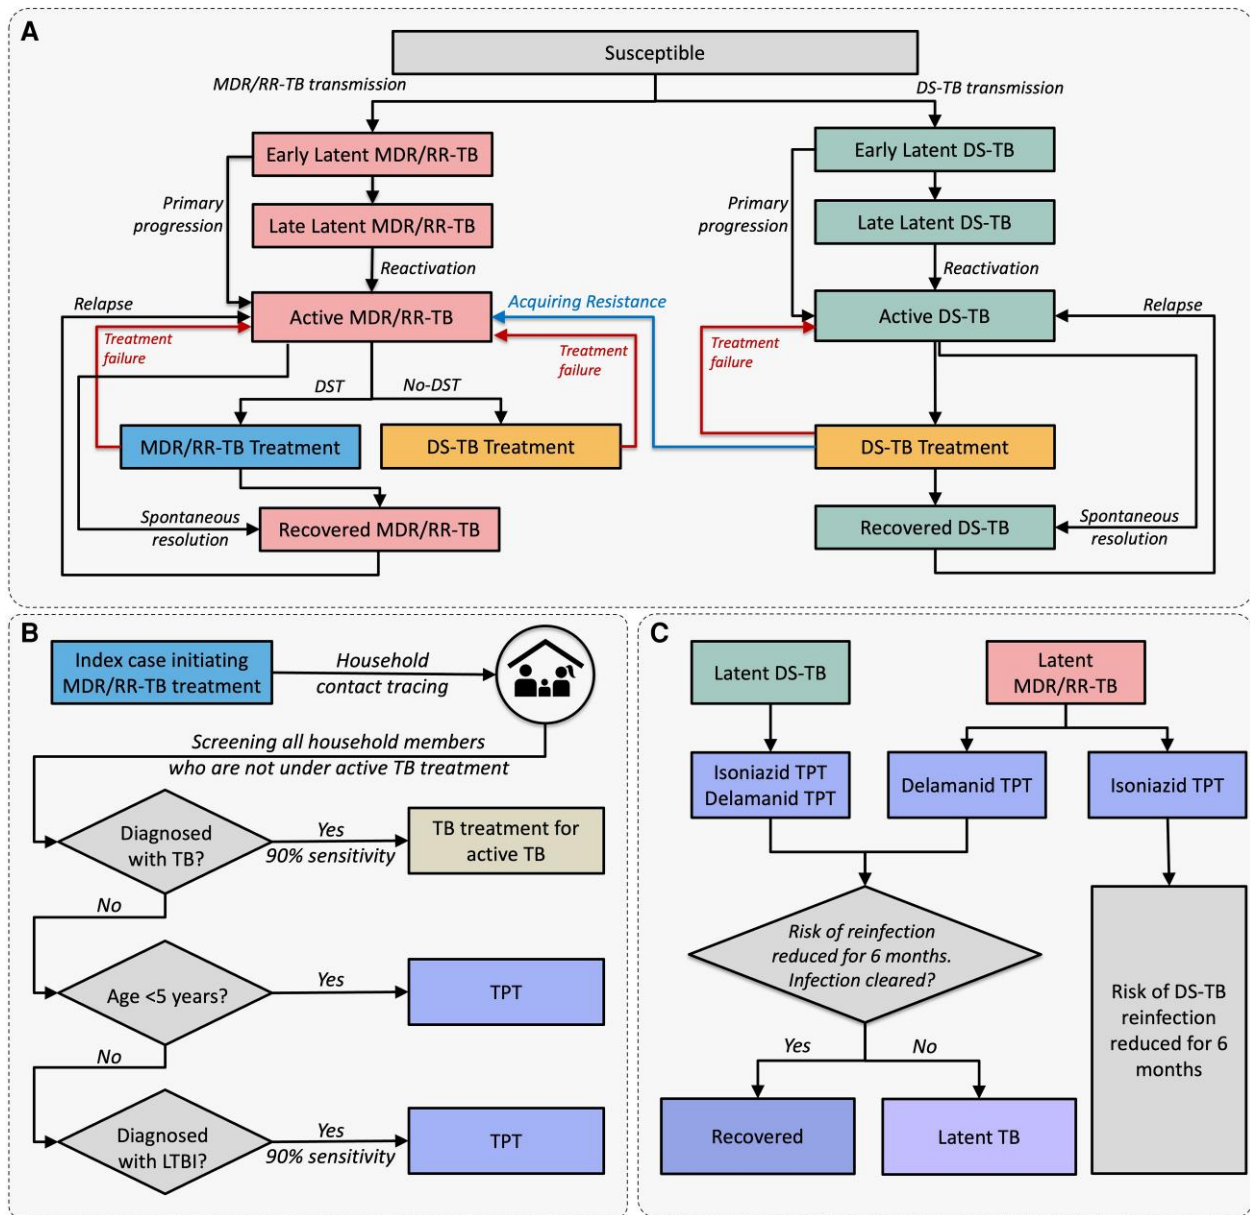 A
Susceptible
MDR/RR-TB transmission
DS-TB transmission
Early Latent MDR/RR-TB
Early Latent DS-TB
Primary
progression
Primary
progression
Late Latent MDR/RR-TB
Late Latent DS-TB
Reactivation
Reactivation
Relapse
Active MDR/RR-TB
Acquiring Resistance
Active DS-TB
Relapse
Treatment
failure
Treatment
failure
Treatment
failure
DST
No-DST
MDR/RR-TB Treatment
DS-TB Treatment
DS-TB Treatment
Spontaneous
resolution
Recovered MDR/RR-TB
Recovered DS-TB
Spontaneous
resolution
B
Index case initiating
MDR/RR-TB treatment
Household
contact tracing
Screening all household members
who are not under active TB treatment
Diagnosed
with TB?
Yes
90% sensitivity
TB treatment for
active TB
No
Age <5 years?
Yes
TPT
No
Diagnosed
with LTBI?
Yes
90% sensitivity
TPT
C
Latent DS-TB
Latent
MDR/RR-TB
Isoniazid TPT
Delamanid TPT
Delamanid TPT
Isoniazid TPT
Risk of reinfection
reduced for 6 months.
Infection cleared?
Risk of DS-TB
reinfection
reduced for 6
months
Yes
No
Recovered
Latent TB